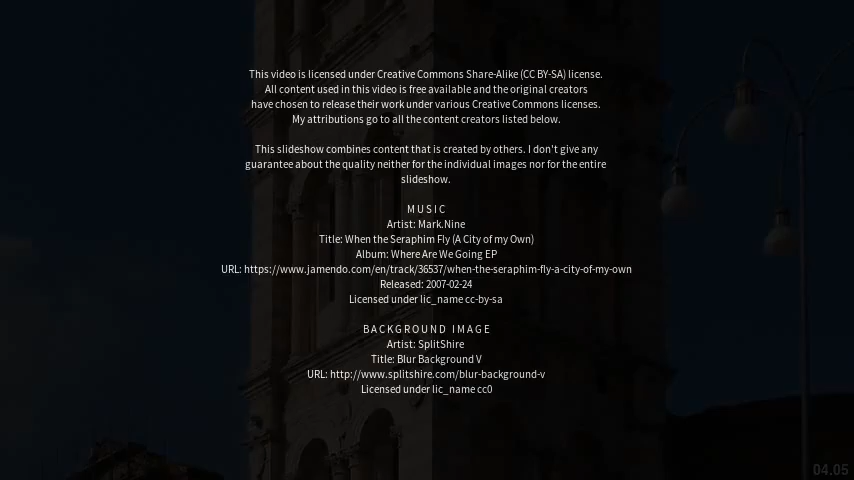 This video is licensed under Creative Commons Share-Alike (CC BY-SA) license.
All content used in this video is free available and the original creators
have chosen to release their work under various Creative Commons licenses.
My attributions go to all the content creators listed below.
This slideshow combines content that is created by others. I don't give any
guarantee about the quality neither for the individual images nor for the entire
slideshow.
MUSIC
Artist: Mark.Nine
Title: When the Seraphim Fly (A City of my Own)
Album: Where Are We Going EP
URL: https://www.jamendo.com/en/track/36537/when-the-seraphim-fly-a-city-of-my-own
Released: 2007-02-24
Licensed under lic_name cc-by-sa
BACKGROUND IMAGE
Artist: SplitShire
Title: Blur Background V
URL: http://www.splitshire.com/blur-background-v
Licensed under lic_name cc0
04.05